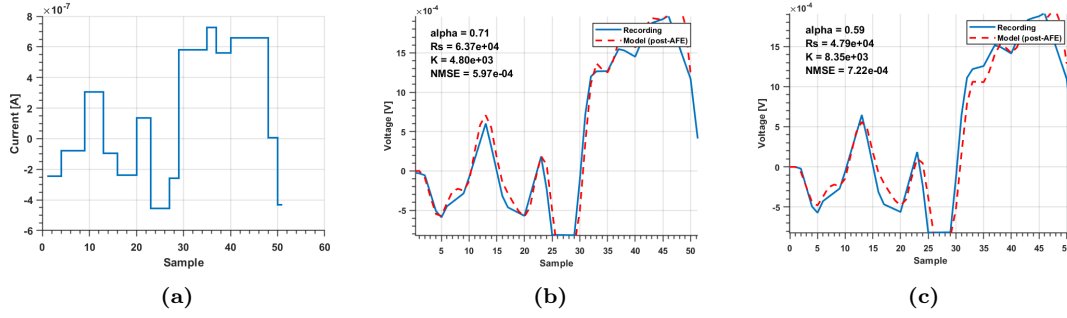 ×10⁻⁷
8
6
4
2
0
-2
-4
-6
Current [A]
0 10 20 30 40 50 60
Sample
(a)
×10⁻⁴
alpha = 0.71
Rs = 6.37e+04
K = 4.80e+03
NMSE = 5.97e-04
Recording
Model (post-AFE)
15
10
5
0
-5
Voltage [V]
5 10 15 20 25 30 35 40 45 50
Sample
(b)
×10⁻⁴
alpha = 0.59
Rs = 4.79e+04
K = 8.35e+03
NMSE = 7.22e-04
Recording
Model (post-AFE)
15
10
5
0
-5
Voltage [V]
0 5 10 15 20 25 30 35 40 45 50
Sample
(c)